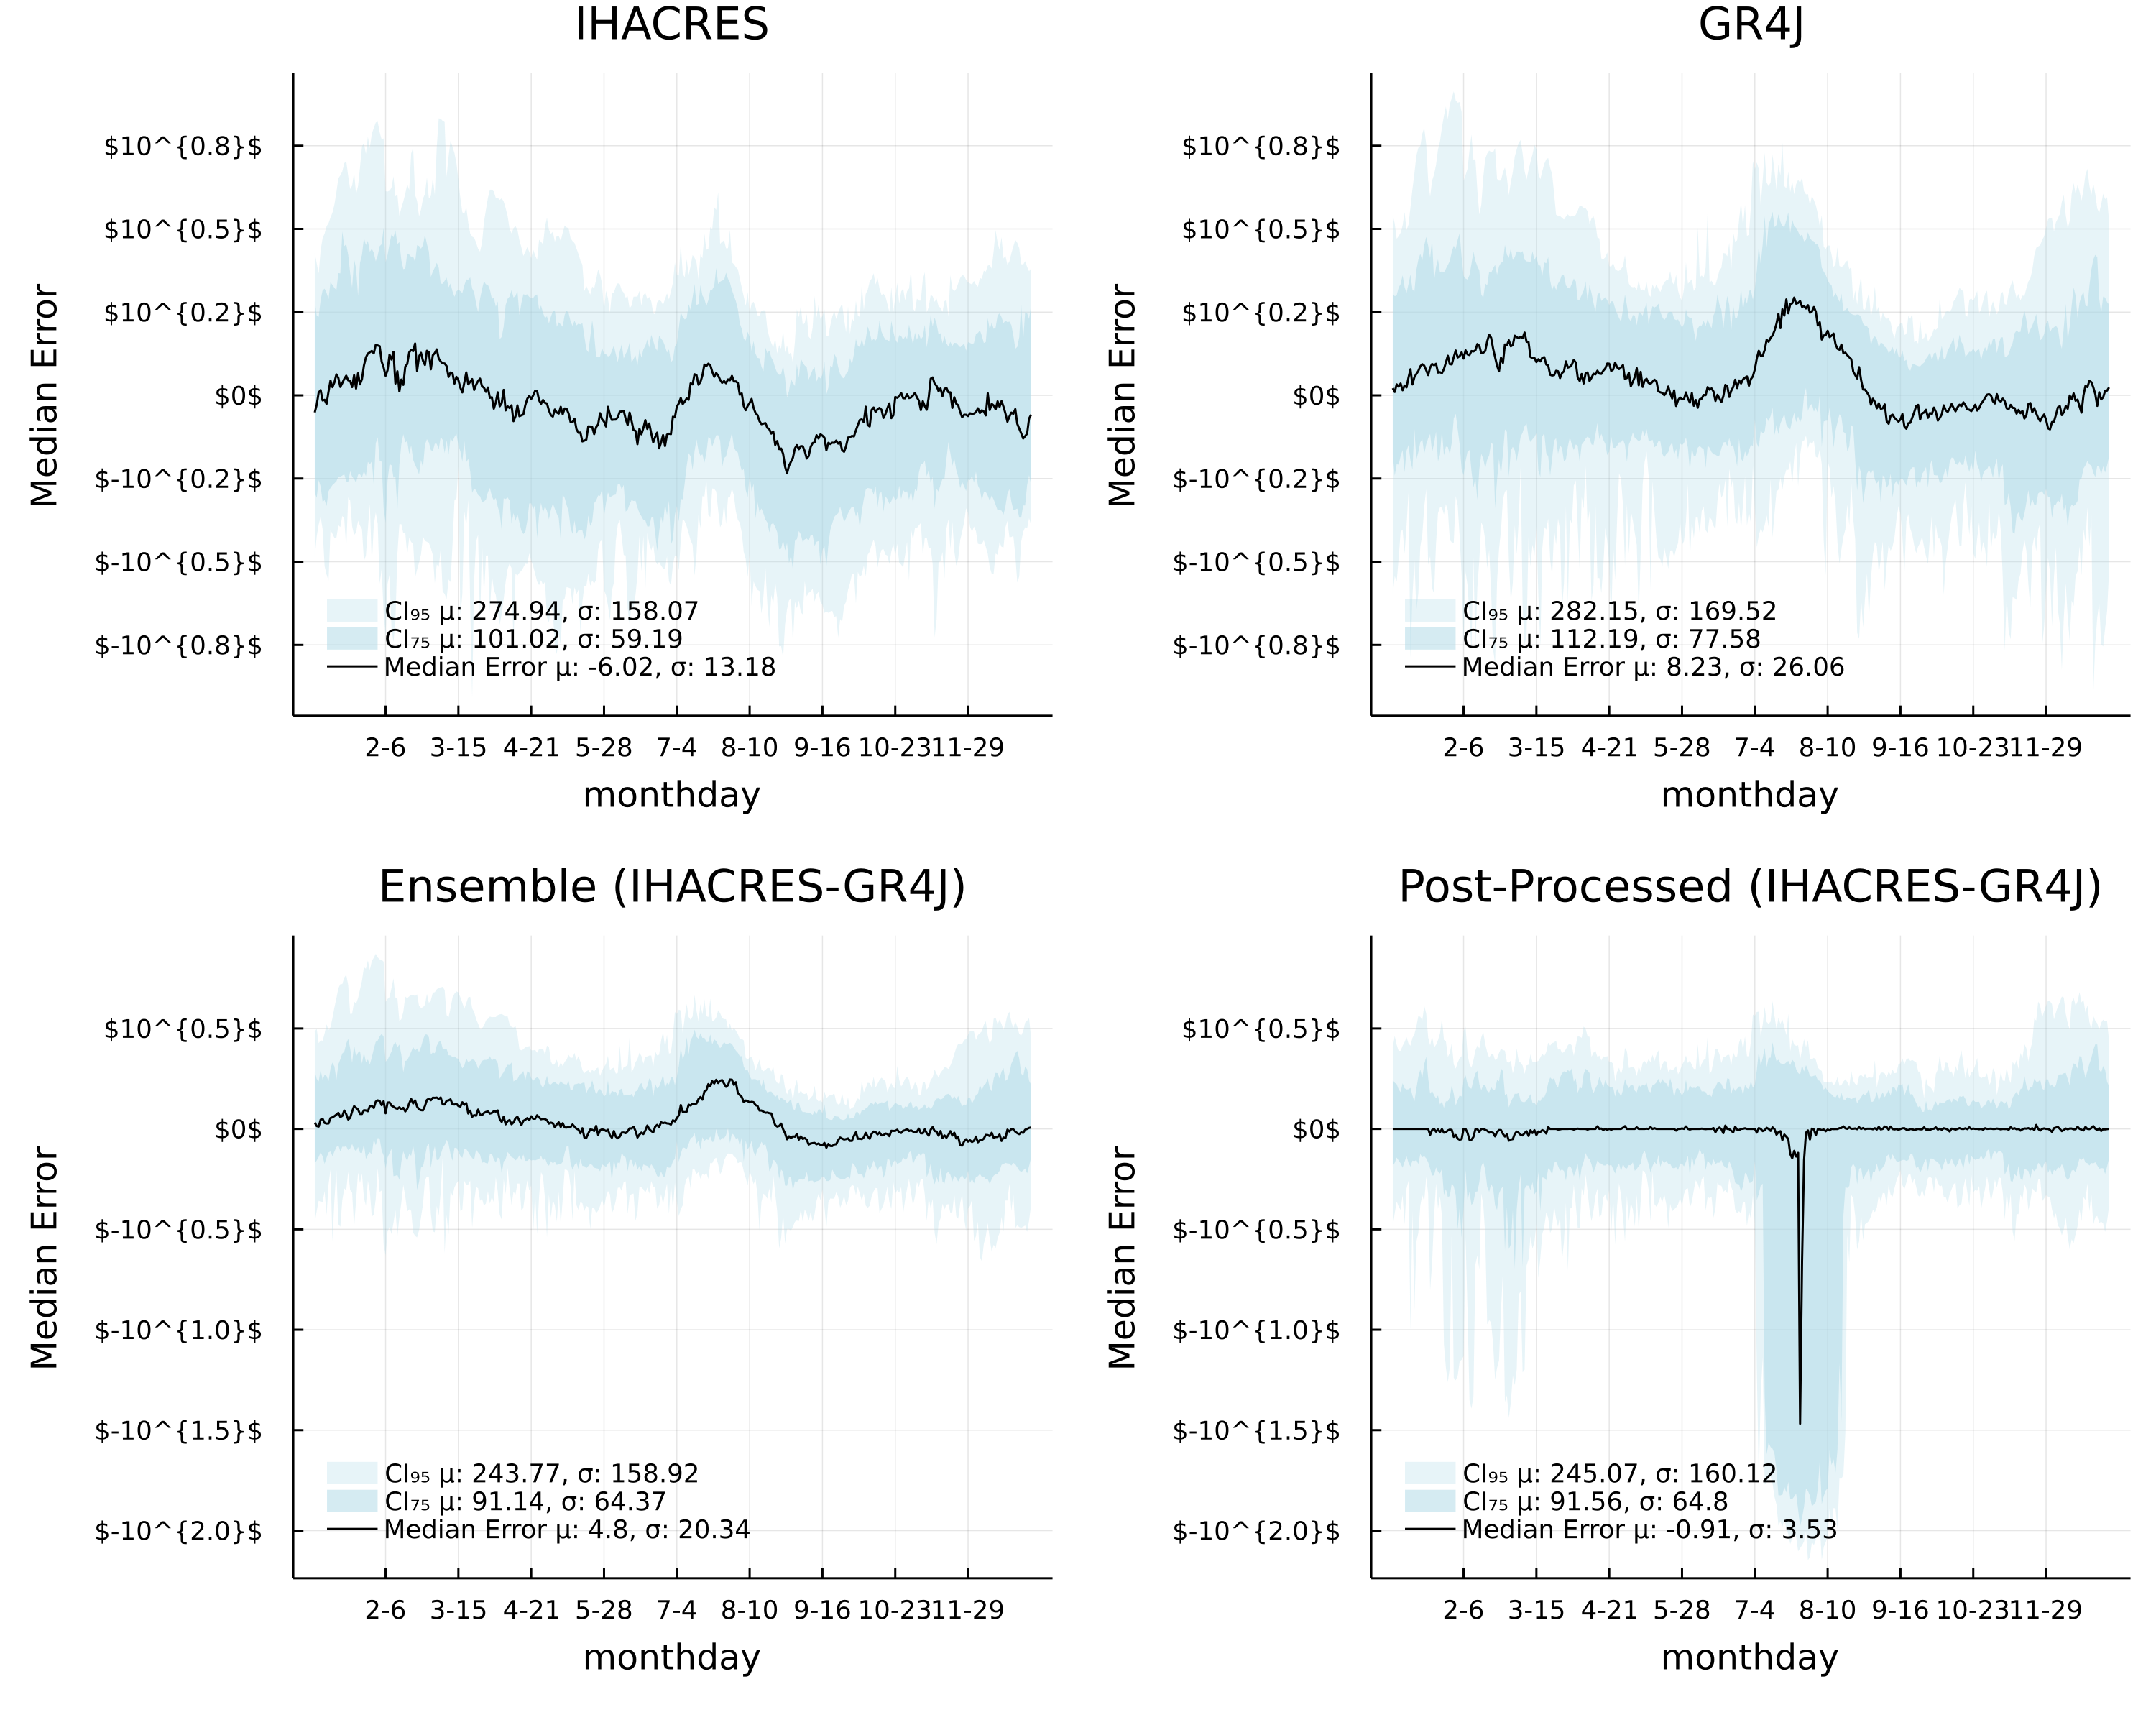 IHACRES
Median Error
$10^{0.8}$
$10^{0.5}$
$10^{0.2}$
$0$
$-10^{0.2}$
$-10^{0.5}$
$-10^{0.8}$
CI₉₅ μ: 274.94, σ: 158.07
CI₇₅ μ: 101.02, σ: 59.19
Median Error μ: -6.02, σ: 13.18
2-6 3-15 4-21 5-28 7-4 8-10 9-16 10-23 11-29
monthday
GR4J
Median Error
$10^{0.8}$
$10^{0.5}$
$10^{0.2}$
$0$
$-10^{0.2}$
$-10^{0.5}$
$-10^{0.8}$
CI₉₅ μ: 282.15, σ: 169.52
CI₇₅ μ: 112.19, σ: 77.58
Median Error μ: 8.23, σ: 26.06
2-6 3-15 4-21 5-28 7-4 8-10 9-16 10-23 11-29
monthday
Ensemble (IHACRES-GR4J)
Median Error
$10^{0.5}$
$0$
$-10^{0.5}$
$-10^{1.0}$
$-10^{1.5}$
$-10^{2.0}$
CI₉₅ μ: 243.77, σ: 158.92
CI₇₅ μ: 91.14, σ: 64.37
Median Error μ: 4.8, σ: 20.34
2-6 3-15 4-21 5-28 7-4 8-10 9-16 10-23 11-29
monthday
Post-Processed (IHACRES-GR4J)
Median Error
$10^{0.5}$
$0$
$-10^{0.5}$
$-10^{1.0}$
$-10^{1.5}$
$-10^{2.0}$
CI₉₅ μ: 245.07, σ: 160.12
CI₇₅ μ: 91.56, σ: 64.8
Median Error μ: -0.91, σ: 3.53
2-6 3-15 4-21 5-28 7-4 8-10 9-16 10-23 11-29
monthday